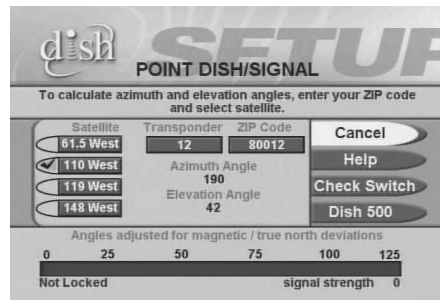 dish
SETUP
POINT DISH/SIGNAL
To calculate azimuth and elevation angles, enter your ZIP code
and select satellite.
Satellite Transponder ZIP Code
61.5 West 12 80012
110 West
119 West
148 West
Azimuth Angle
190
Elevation Angle
42
Cancel
Help
Check Switch
Dish 500
Angles adjusted for magnetic / true north deviations
0 25 50 75 100 125
Not Locked signal strength 0